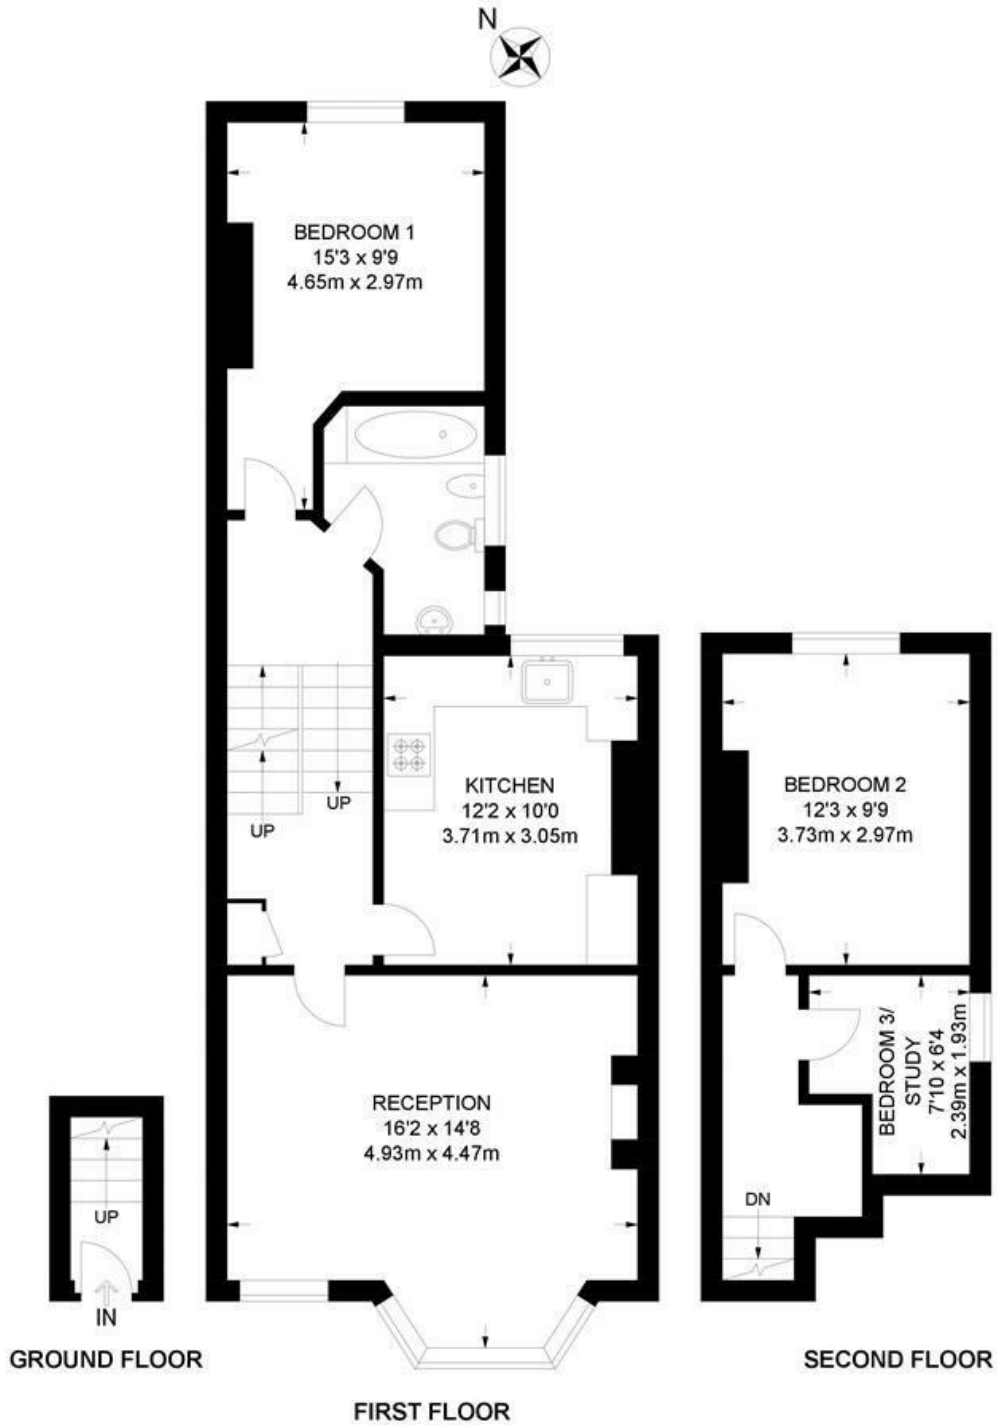 N
BEDROOM 1
15'3 x 9'9
4.65m x 2.97m
KITCHEN
12'2 x 10'0
3.71m x 3.05m
UP
UP
BEDROOM 2
12'3 x 9'9
3.73m x 2.97m
BEDROOM 3/
STUDY
7'10 x 6'4
2.39m x 1.93m
RECEPTION
16'2 x 14'8
4.93m x 4.47m
UP
IN
DN
GROUND FLOOR
SECOND FLOOR
FIRST FLOOR